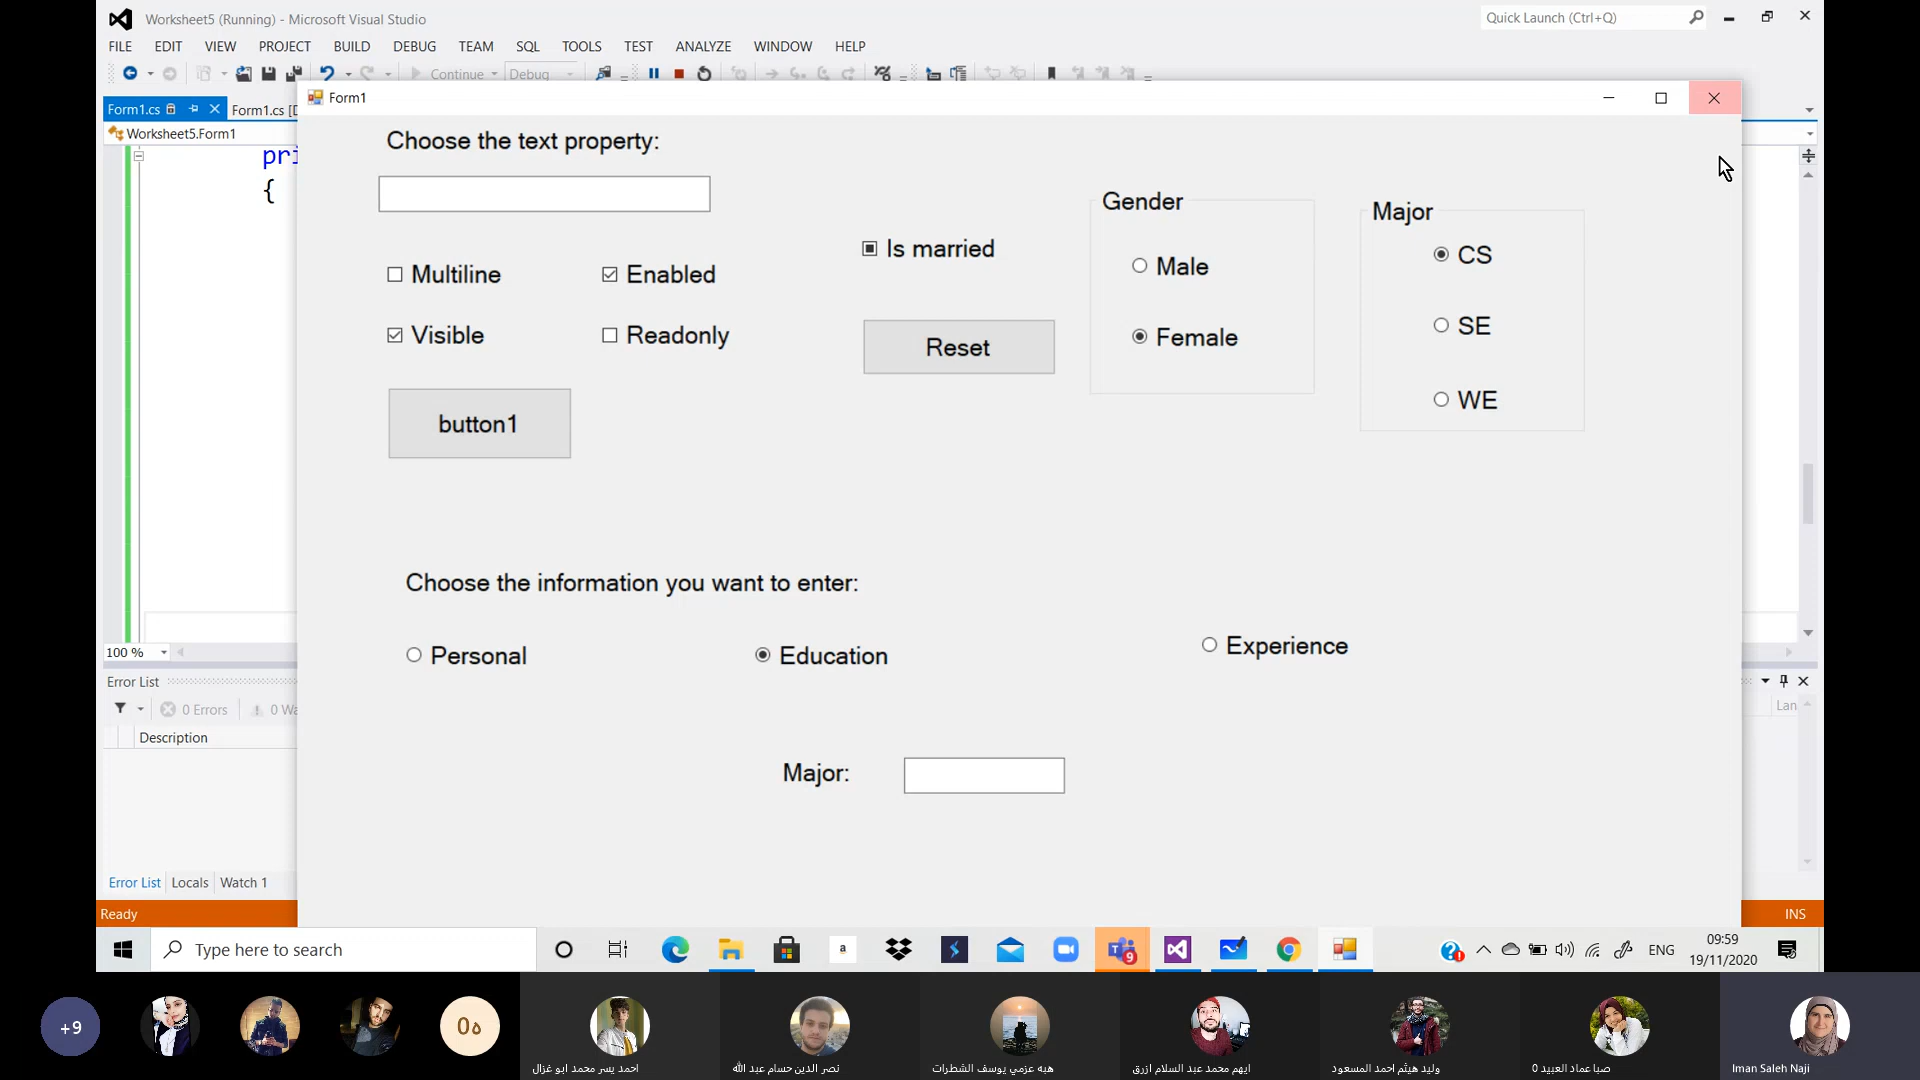 Worksheet5 (Running) - Microsoft Visual Studio
Quick Launch (Ctrl+Q)
FILE EDIT VIEW PROJECT BUILD DEBUG TEAM SQL TOOLS TEST ANALYZE WINDOW HELP
Continue Debug
Form1.cs Form1.cs [D
Form1
Worksheet5.Form1
pri
{
Choose the text property:
Gender
Major
Is married
CS
Male
Multiline Enabled
SE
Visible Readonly
Female
Reset
WE
button1
Choose the information you want to enter:
Personal Education Experience
100 %
Error List
0 Errors 0 Wa
Lan
Description
Major:
Error List Locals Watch 1
Ready
INS
Type here to search
a
9
ENG
09:59
19/11/2020
+9
0ه
احمد يسر محمد ابو غزال
نصر الدين حسام عبد الله
هبه عزمي يوسف الشطرات
ايهم محمد عبد السلام ازرق
وليد هيثم احمد المسعود
صبا عماد العبيد 0
Iman Saleh Naji